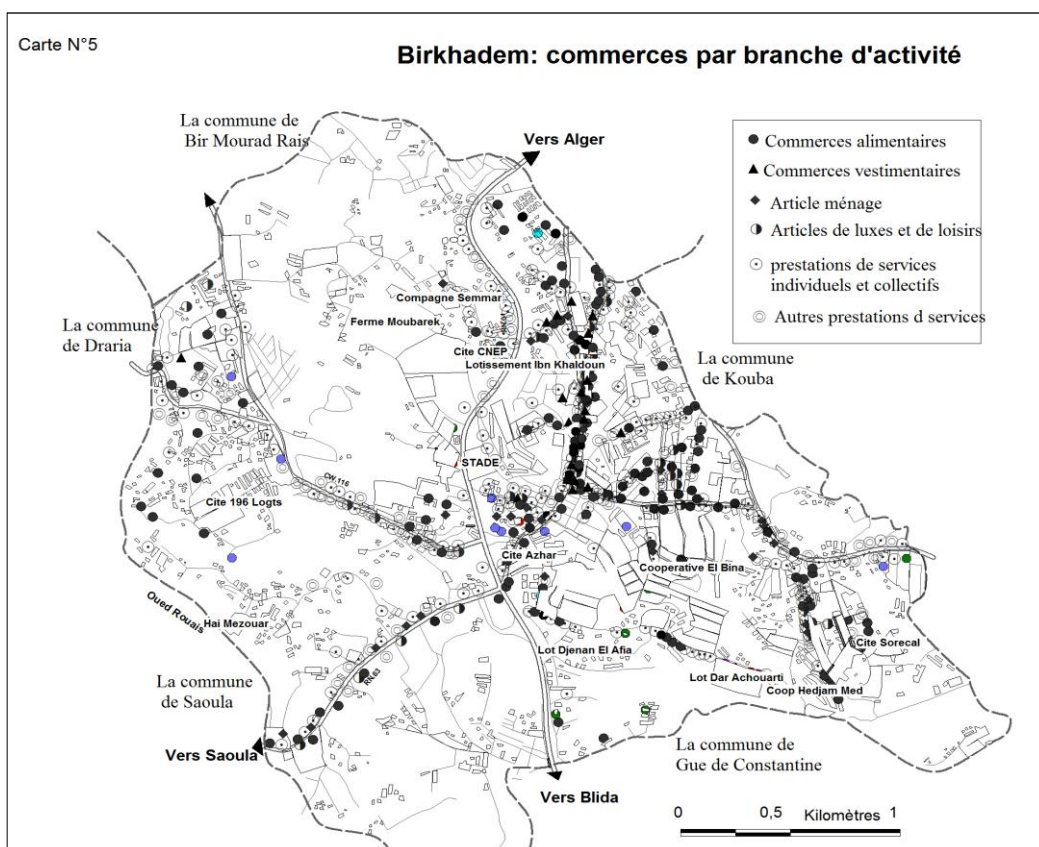 Carte N°5
Birkhadem: commerces par branche d'activité
La commune de
Bir Mourad Rais
Vers Alger
Commerces alimentaires
Commerces vestimentaires
Article ménage
Articles de luxes et de loisirs
prestations de services
individuels et collectifs
Autres prestations d services
Compagne Semmar
Ferme Moubarek
La commune
de Draria
Cite CNEP
Lotissement Ibn Khaldoun
La commune
de Kouba
STADE
CW 116
Cite 196 Logts
Cite Azhar
Cooperative El Bina
Oued Rouais
Hai Mezouar
Cite Sorecal
Lot Djenan El Afia
Lot Dar Achouarti
Coop Hedjam Med
RN 63
La commune
de Saoula
Vers Saoula
La commune de
Gue de Constantine
Vers Blida
0 0,5 Kilomètres 1